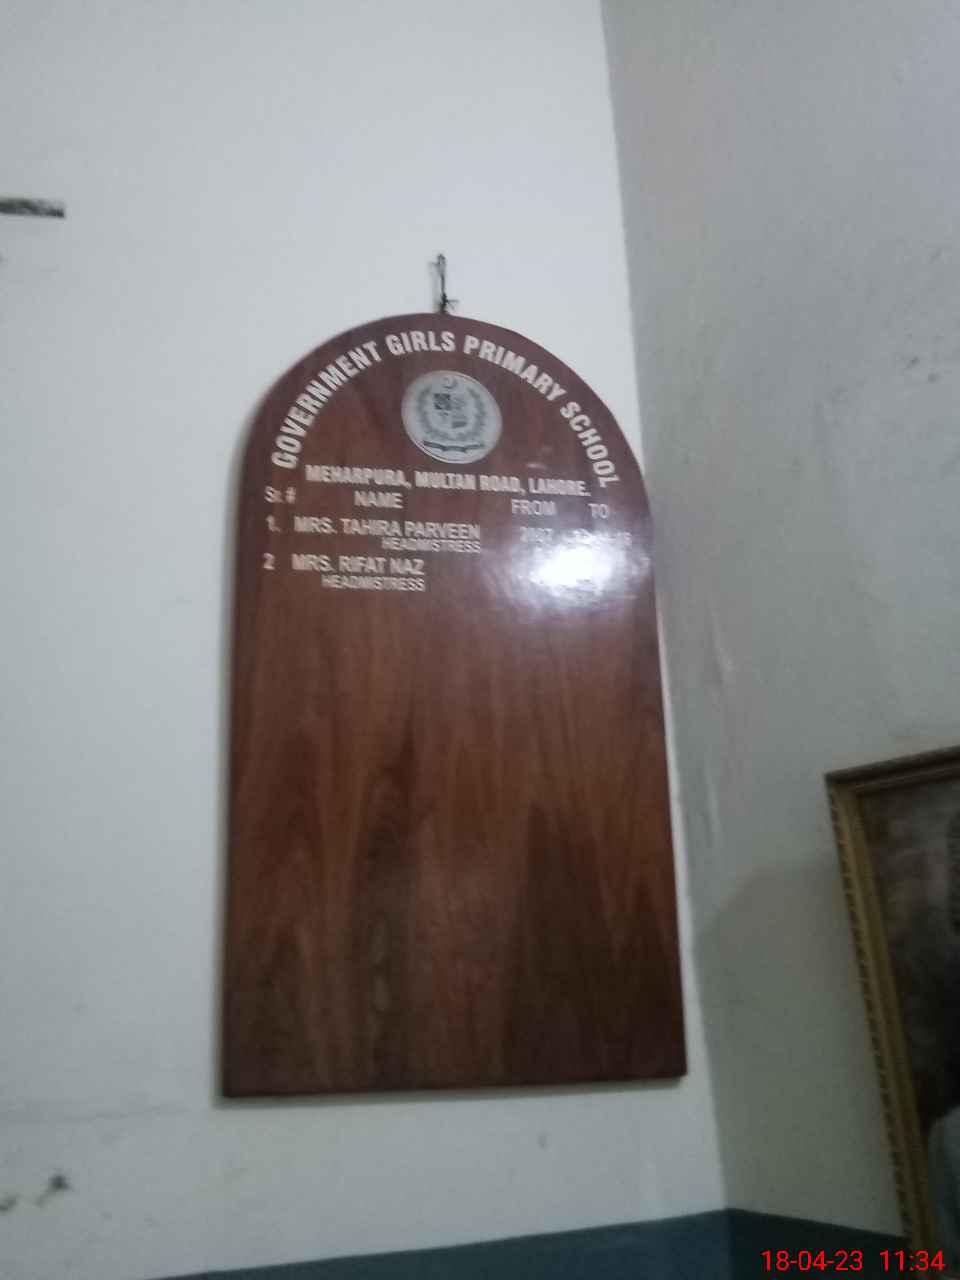 GOVERNMENT GIRLS PRIMARY SCHOOL
MEHARPURA, MULTAN ROAD, LAHORE.
Sr. # NAME FROM TO
1. MRS. TAHIRA PARVEEN 2007
HEADMISTRESS
2 MRS. RIFAT NAZ
HEADMISTRESS
18-04-23 11:34